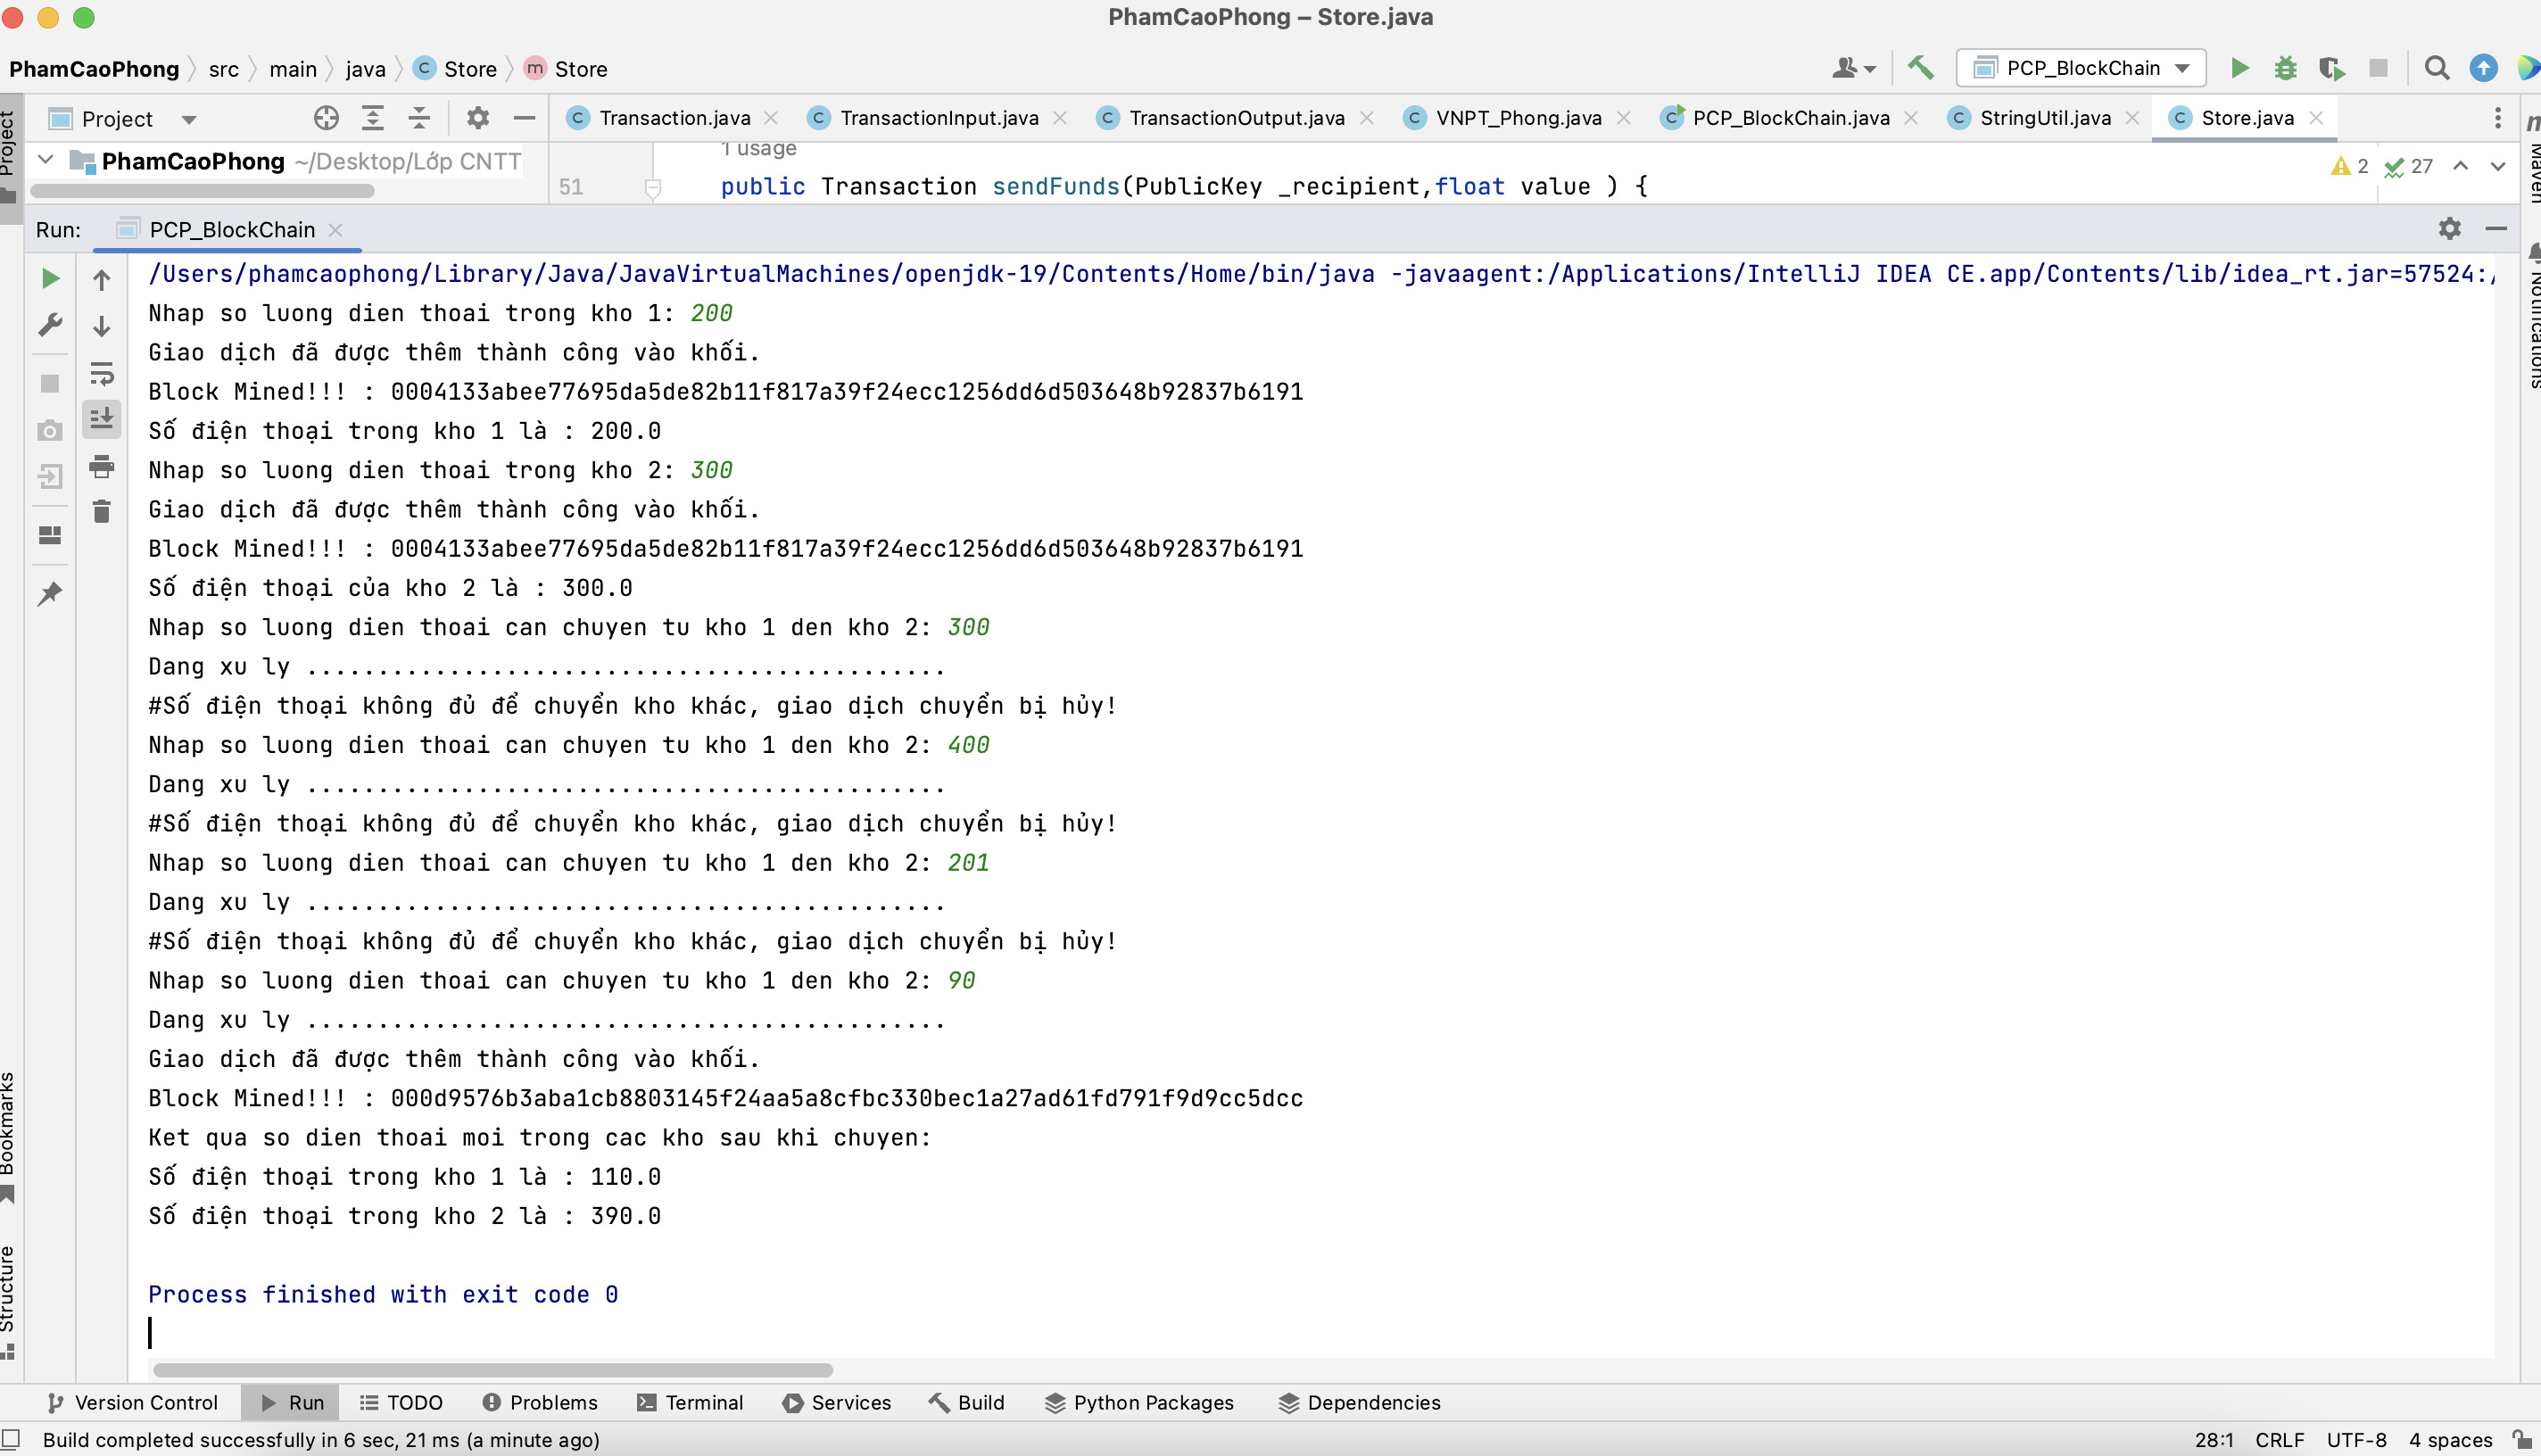 PhamCaoPhong – Store.java
PhamCaoPhong src main java Store Store
PCP_BlockChain
Project
Project
Transaction.java TransactionInput.java TransactionOutput.java VNPT_Phong.java PCP_BlockChain.java StringUtil.java Store.java
Maven
PhamCaoPhong ~/Desktop/Lớp CNTT
1 usage
2 27
51 public Transaction sendFunds(PublicKey _recipient,float value ) {
Run: PCP_BlockChain
Notifications
/Users/phamcaophong/Library/Java/JavaVirtualMachines/openjdk-19/Contents/Home/bin/java -javaagent:/Applications/IntelliJ IDEA CE.app/Contents/lib/idea_rt.jar=57524:/
Nhap so luong dien thoai trong kho 1: 200
Giao dịch đã được thêm thành công vào khối.
Block Mined!!! : 0004133abee77695da5de82b11f817a39f24ecc1256dd6d503648b92837b6191
Số điện thoại trong kho 1 là : 200.0
Nhap so luong dien thoai trong kho 2: 300
Giao dịch đã được thêm thành công vào khối.
Block Mined!!! : 0004133abee77695da5de82b11f817a39f24ecc1256dd6d503648b92837b6191
Số điện thoại của kho 2 là : 300.0
Nhap so luong dien thoai can chuyen tu kho 1 den kho 2: 300
Dang xu ly .............................................
#Số điện thoại không đủ để chuyển kho khác, giao dịch chuyển bị hủy!
Nhap so luong dien thoai can chuyen tu kho 1 den kho 2: 400
Dang xu ly .............................................
#Số điện thoại không đủ để chuyển kho khác, giao dịch chuyển bị hủy!
Nhap so luong dien thoai can chuyen tu kho 1 den kho 2: 201
Dang xu ly .............................................
#Số điện thoại không đủ để chuyển kho khác, giao dịch chuyển bị hủy!
Nhap so luong dien thoai can chuyen tu kho 1 den kho 2: 90
Dang xu ly .............................................
Giao dịch đã được thêm thành công vào khối.
Block Mined!!! : 000d9576b3aba1cb8803145f24aa5a8cfbc330bec1a27ad61fd791f9d9cc5dcc
Ket qua so dien thoai moi trong cac kho sau khi chuyen:
Số điện thoại trong kho 1 là : 110.0
Số điện thoại trong kho 2 là : 390.0
Process finished with exit code 0
Bookmarks
Structure
Version Control Run TODO Problems Terminal Services Build Python Packages Dependencies
Build completed successfully in 6 sec, 21 ms (a minute ago) 28:1 CRLF UTF-8 4 spaces